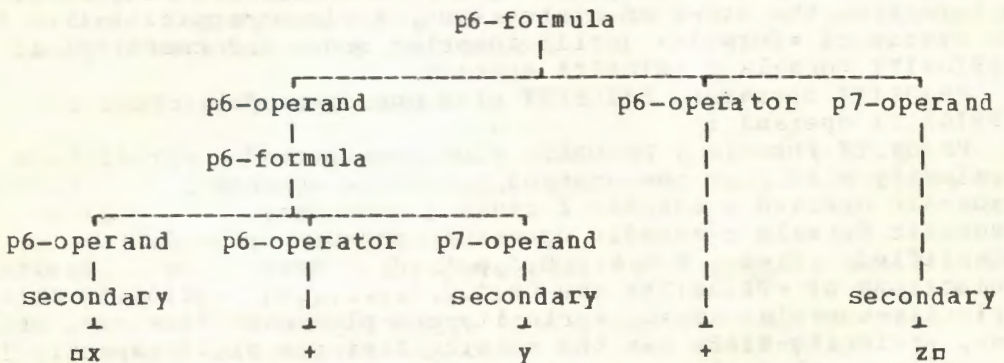 p6-formula
p6-operand p6-operator p7-operand
p6-formula
p6-operand p6-operator p7-operand
secondary secondary secondary
¤x + y + z¤